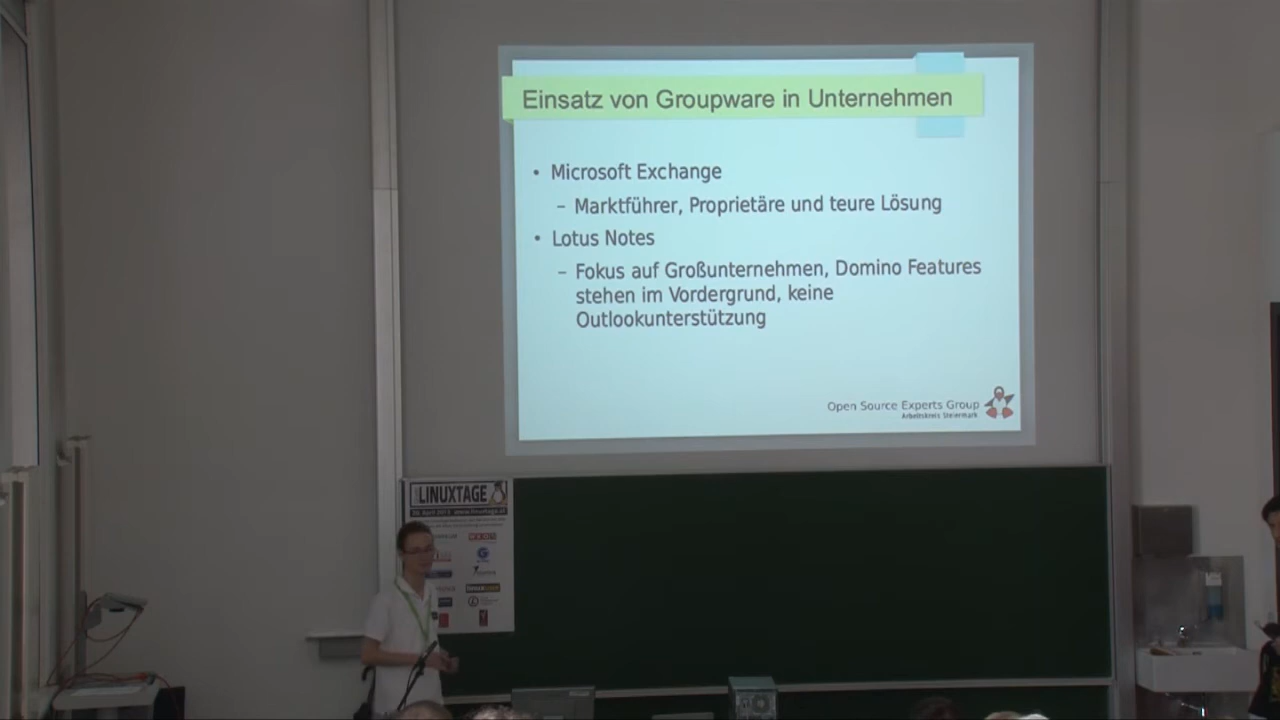 Einsatz von Groupware in Unternehmen
• Microsoft Exchange
– Marktführer, Proprietäre und teure Lösung
• Lotus Notes
– Fokus auf Großunternehmen, Domino Features
stehen im Vordergrund, keine
Outlookunterstützung
Open Source Experts Group
Arbeitskreis Steiermark
LINUXTAGE